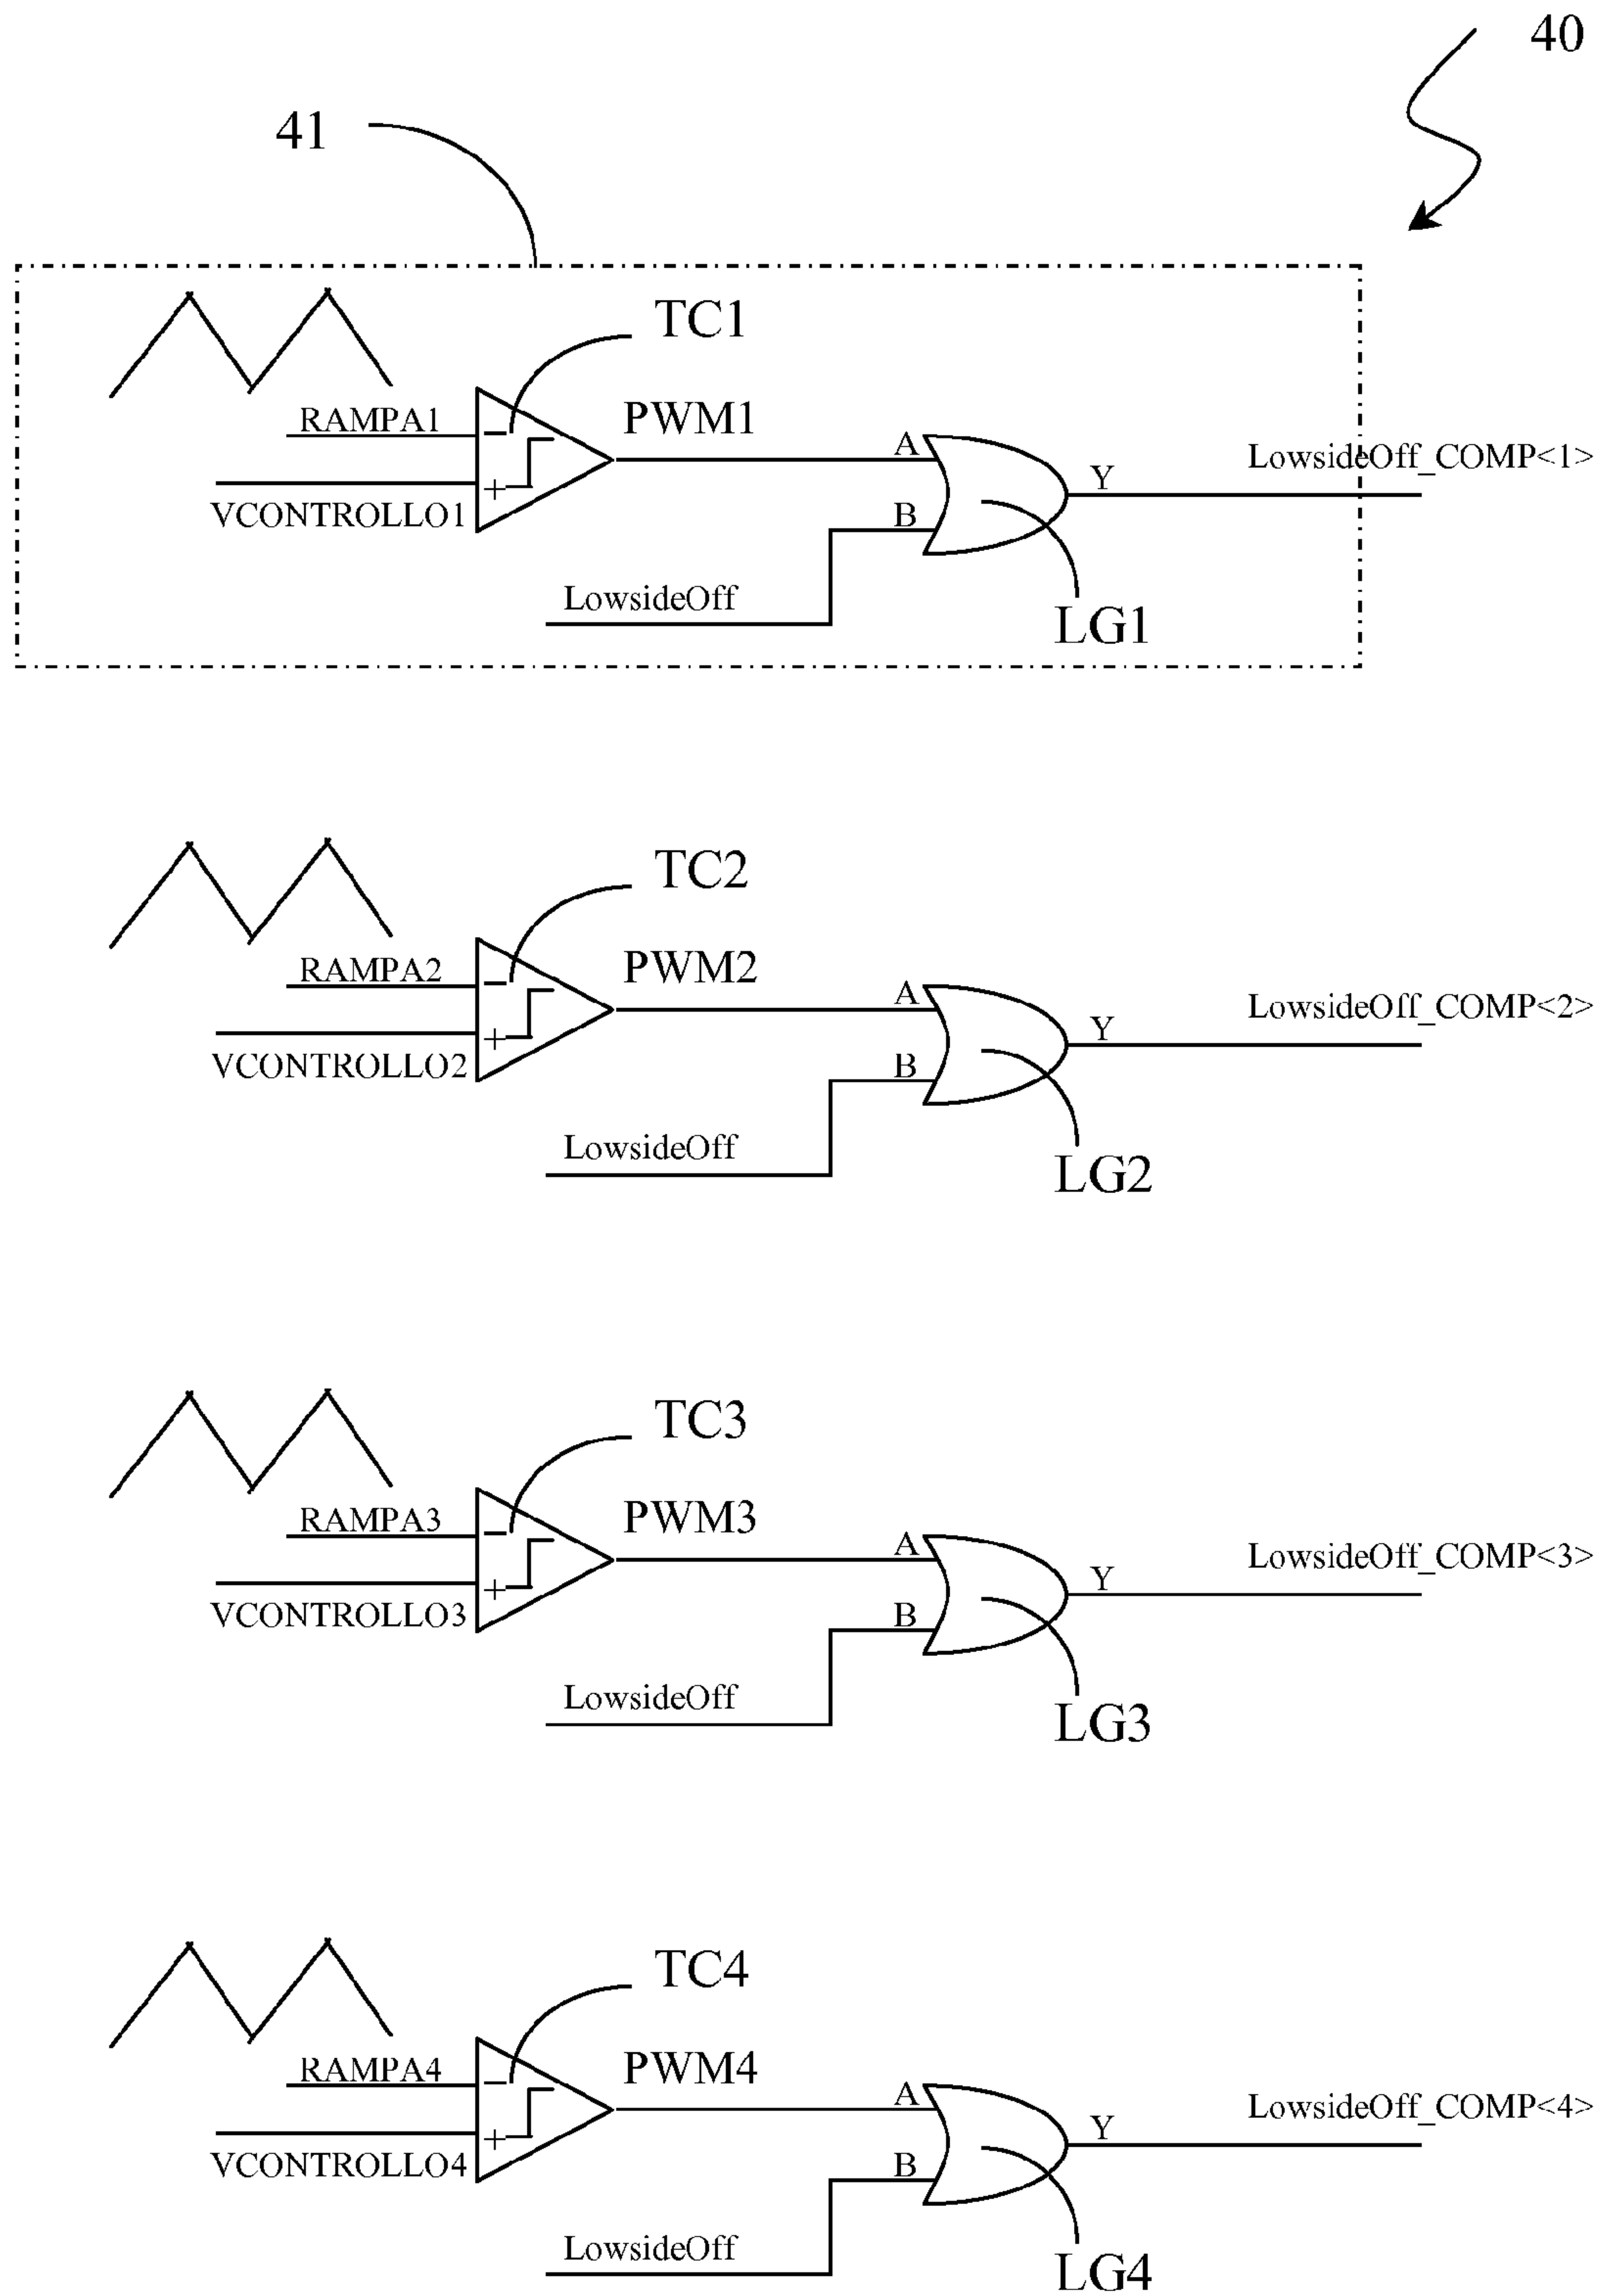 40
41
TC1
RAMPA1
PWM1
A
LowsideOff_COMP<1>
Y
VCONTROLLO1
B
LowsideOff
LG1
TC2
RAMPA2
PWM2
A
LowsideOff_COMP<2>
Y
VCONTROLLO2
B
LowsideOff
LG2
TC3
RAMPA3
PWM3
A
LowsideOff_COMP<3>
Y
VCONTROLLO3
B
LowsideOff
LG3
TC4
RAMPA4
PWM4
A
LowsideOff_COMP<4>
Y
VCONTROLLO4
B
LowsideOff
LG4